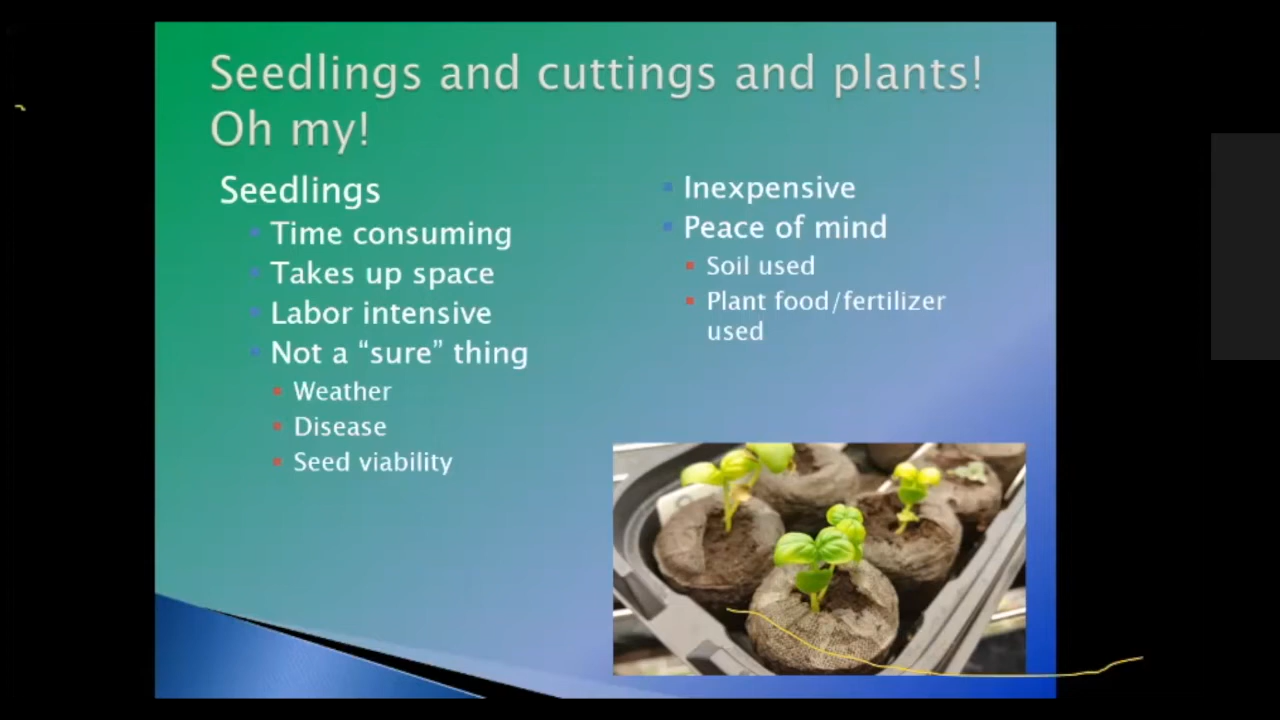 Seedlings and cuttings and plants!
Oh my!
Seedlings
Time consuming
Takes up space
Labor intensive
Not a “sure” thing
Weather
Disease
Seed viability
Inexpensive
Peace of mind
Soil used
Plant food/fertilizer
used